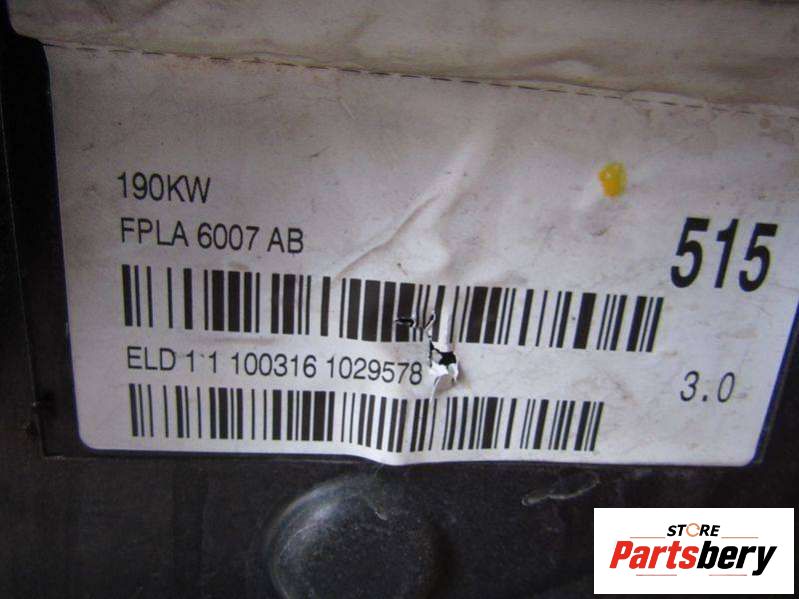 190KW
FPLA 6007 AB
515
ELD 1 1 100316 1029578
3.0
STORE
Partsbery